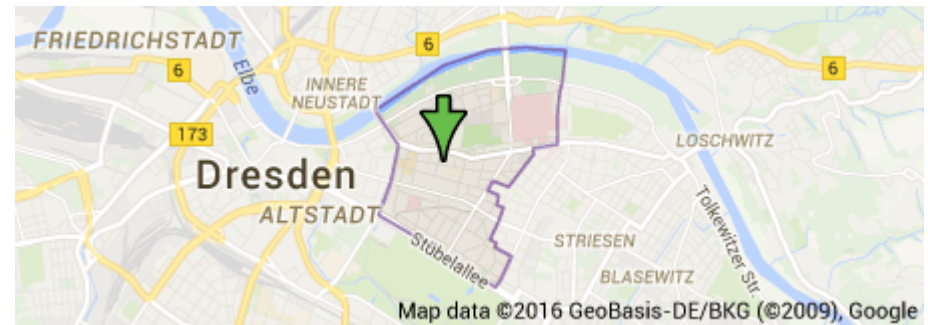 FRIEDRICHSTADT
6
6
6
Elbe
INNERE
NEUSTADT
173
LOSCHWITZ
Dresden
ALTSTADT
Tolkewitzer Str.
Stübelallee
STRIESEN
BLASEWITZ
Map data ©2016 GeoBasis-DE/BKG (©2009), Google